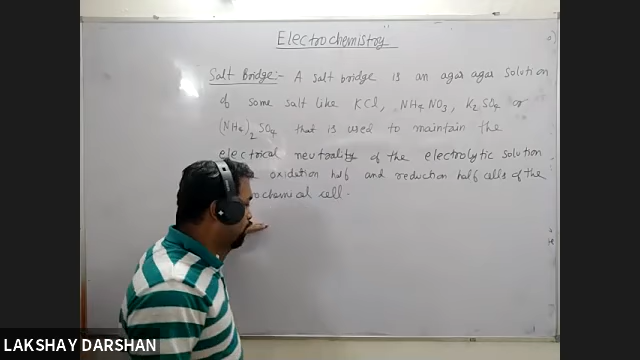 Electrochemistry
Salt Bridge:- A salt bridge is an agar agar solution
of some salt like KCl, NH4NO3, K2SO4 or
(NH4)2SO4 that is used to maintain the
electrical neutrality of the electrolytic solution
oxidation half and reduction half cells of the
cell.
LAKSHAY DARSHAN